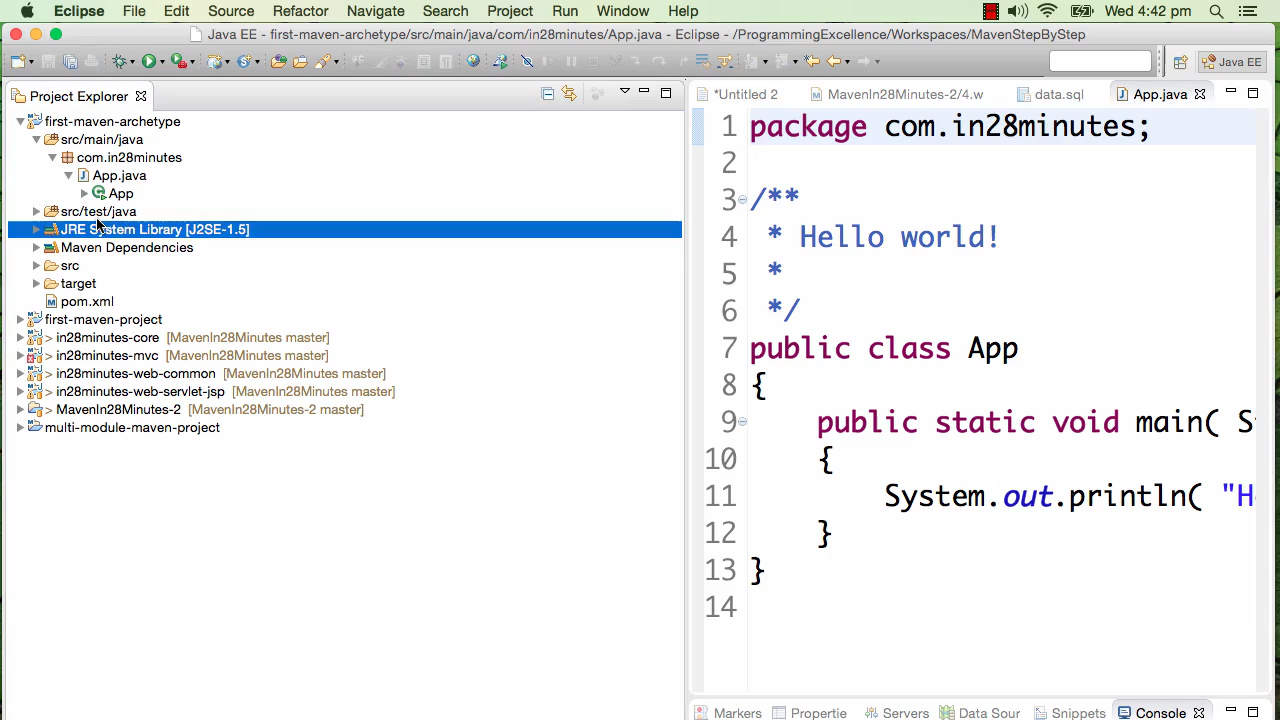 Eclipse File Edit Source Refactor Navigate Search Project Run Window Help Wed 4:42 pm
Java EE - first-maven-archetype/src/main/java/com/in28minutes/App.java - Eclipse - /ProgrammingExcellence/Workspaces/MavenStepByStep
Java EE
Project Explorer
first-maven-archetype
src/main/java
com.in28minutes
App.java
App
src/test/java
JRE System Library [J2SE-1.5]
Maven Dependencies
src
target
pom.xml
first-maven-project
> in28minutes-core [MavenIn28Minutes master]
> in28minutes-mvc [MavenIn28Minutes master]
> in28minutes-web-common [MavenIn28Minutes master]
> in28minutes-web-servlet-jsp [MavenIn28Minutes master]
> MavenIn28Minutes-2 [MavenIn28Minutes-2 master]
multi-module-maven-project
*Untitled 2 MavenIn28Minutes-2/4.w data.sql App.java
1 package com.in28minutes;
2
3 /**
4 * Hello world!
5 *
6 */
7 public class App
8 {
9 public static void main( S
10 {
11 System.out.println( "H
12 }
13 }
14
Markers Propertie Servers Data Sour Snippets Console